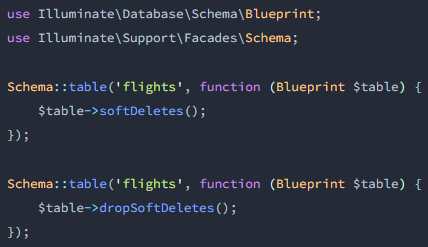 use Illuminate\Database\Schema\Blueprint;
use Illuminate\Support\Facades\Schema;
Schema::table('flights', function (Blueprint $table) {
    $table->softDeletes();
});
Schema::table('flights', function (Blueprint $table) {
    $table->dropSoftDeletes();
});